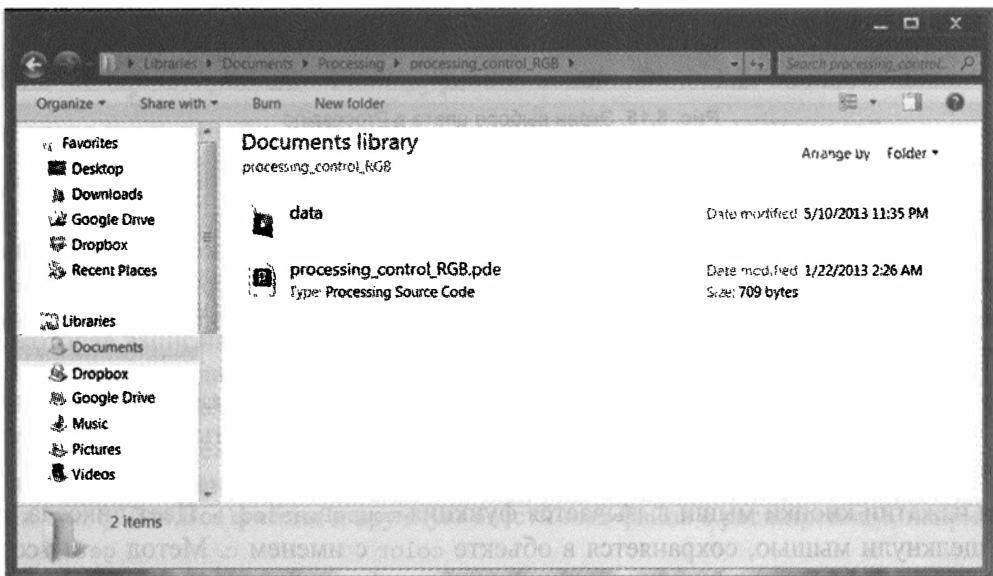 Libraries ▸ Documents ▸ Processing ▸ processing_control_RGB ▸
Search processing_control...
Organize ▾ Share with ▾ Burn New folder
Favorites
Desktop
Downloads
Google Drive
Dropbox
Recent Places
Libraries
Documents
Dropbox
Google Drive
Music
Pictures
Videos
Documents library
processing_control_RGB
Arrange by Folder ▾
data
Date modified: 5/10/2013 11:35 PM
processing_control_RGB.pde
Type: Processing Source Code
Date modified: 1/22/2013 2:26 AM
Size: 709 bytes
2 items